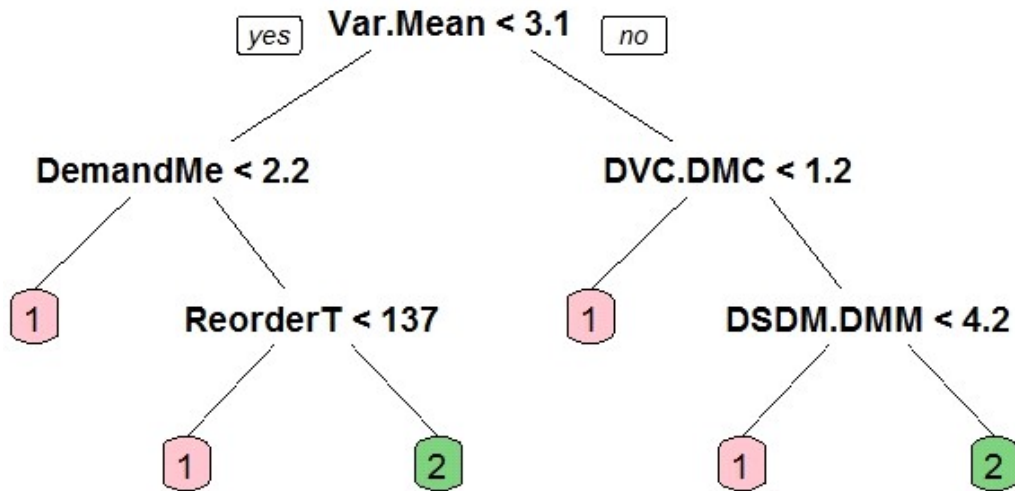 yes Var.Mean < 3.1 no
DemandMe < 2.2 DVC.DMC < 1.2
1 ReorderT < 137 1 DSDM.DMM < 4.2
1 2 1 2